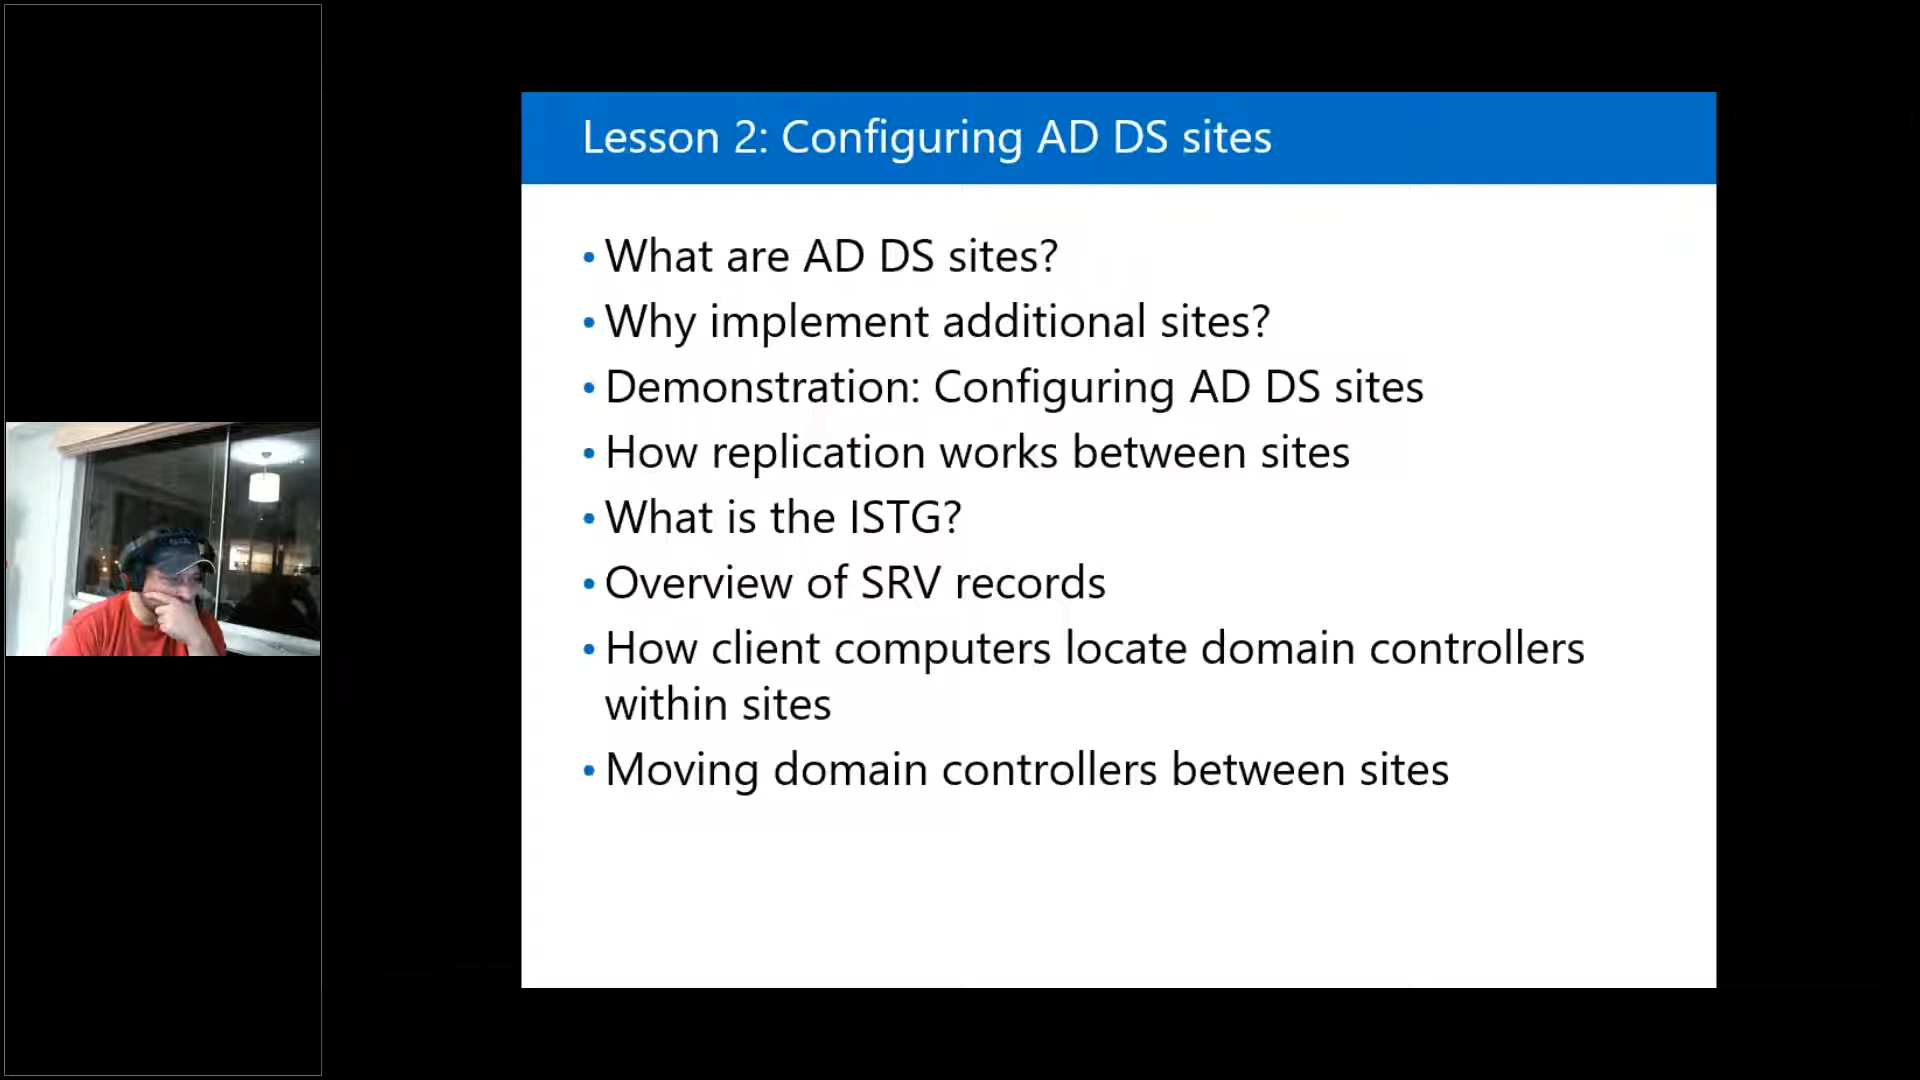 Lesson 2: Configuring AD DS sites
• What are AD DS sites?
• Why implement additional sites?
• Demonstration: Configuring AD DS sites
• How replication works between sites
• What is the ISTG?
• Overview of SRV records
• How client computers locate domain controllers
within sites
• Moving domain controllers between sites